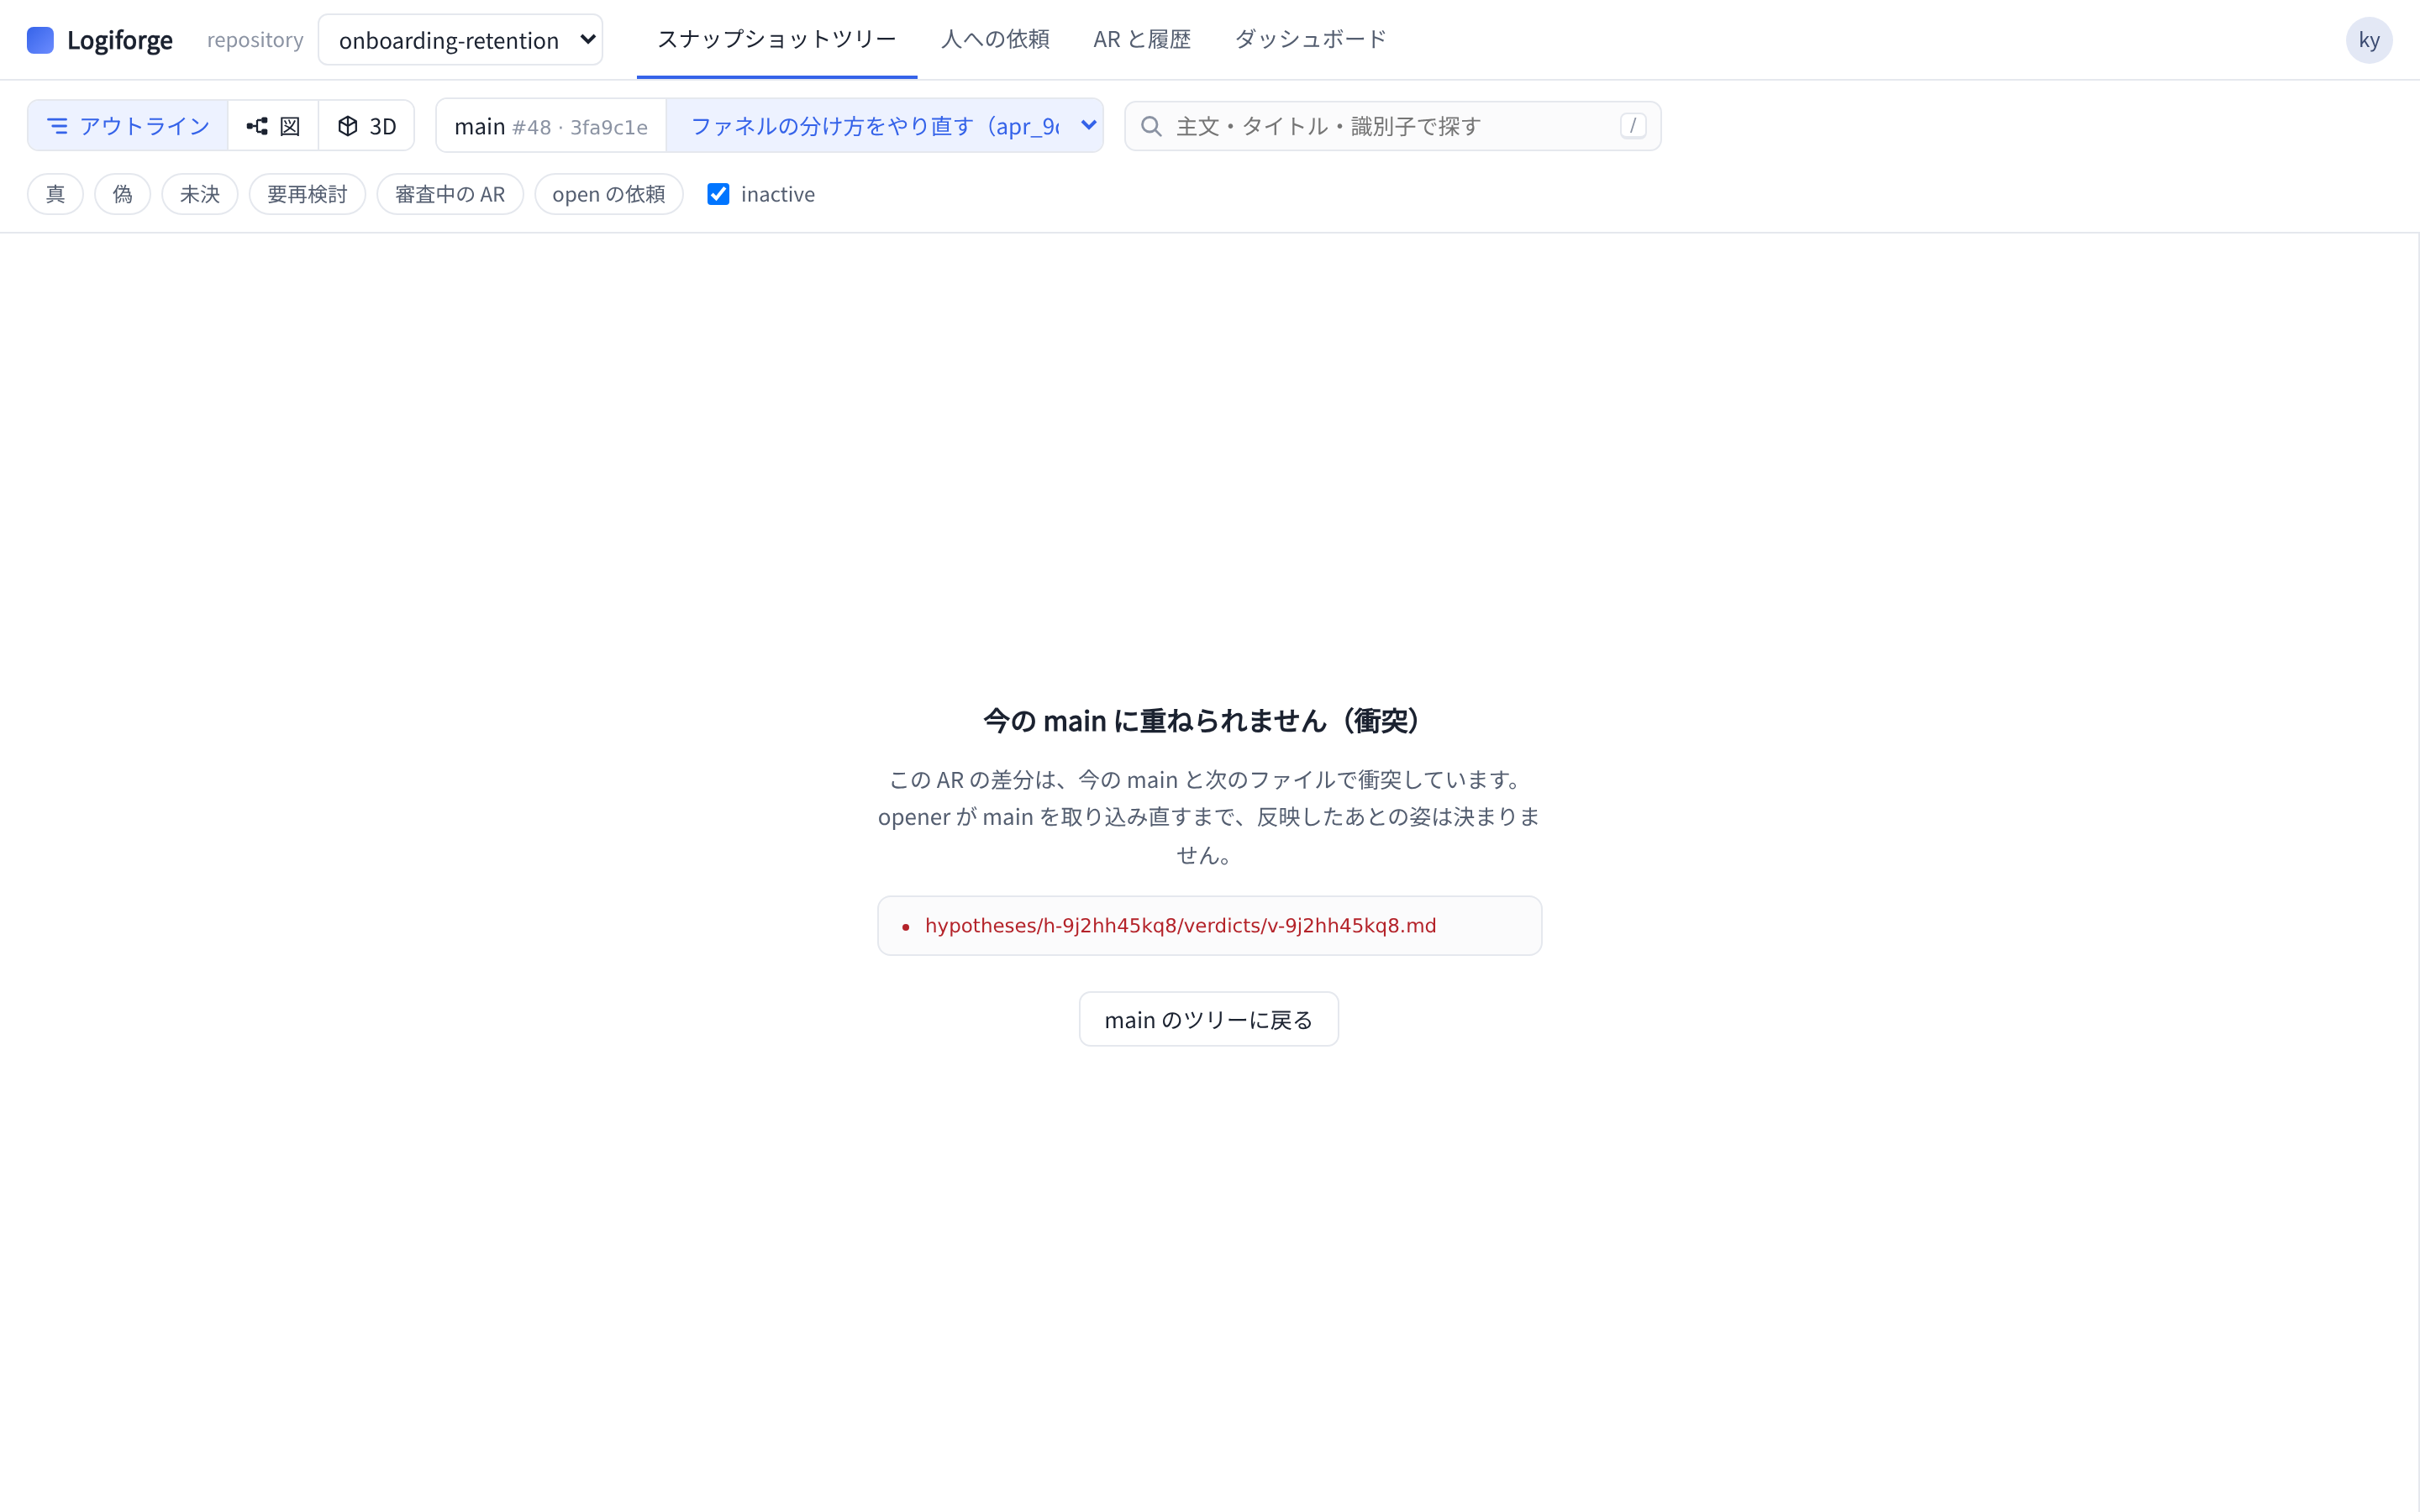 Logiforge repository onboarding-retention スナップショットツリー 人への依頼 AR と履歴 ダッシュボード ky
アウトライン 図 3D main #48 · 3fa9c1e ファネルの分け方をやり直す（apr_9 主文・タイトル・識別子で探す /
真 偽 未決 要再検討 審査中の AR open の依頼 inactive
今の main に重ねられません（衝突）
この AR の差分は、今の main と次のファイルで衝突しています。
opener が main を取り込み直すまで、反映したあとの姿は決まりま
せん。
• hypotheses/h-9j2hh45kq8/verdicts/v-9j2hh45kq8.md
main のツリーに戻る